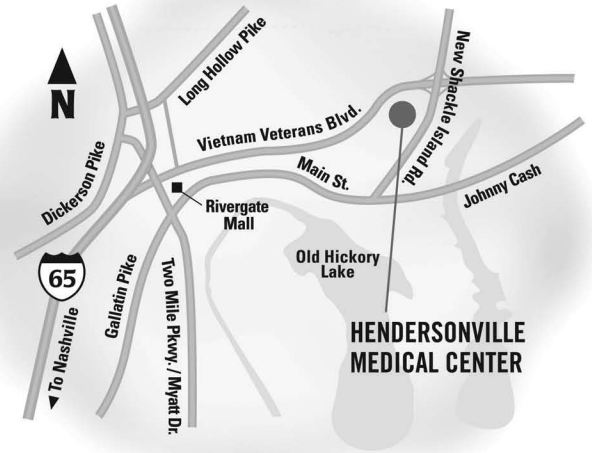 N
Long Hollow Pike
New Shackle Island Rd.
Vietnam Veterans Blvd.
Dickerson Pike
Main St.
Johnny Cash
Rivergate
Mall
Old Hickory
Lake
65
Gallatin Pike
Two Mile Pkwy. / Myatt Dr.
To Nashville
HENDERSONVILLE
MEDICAL CENTER